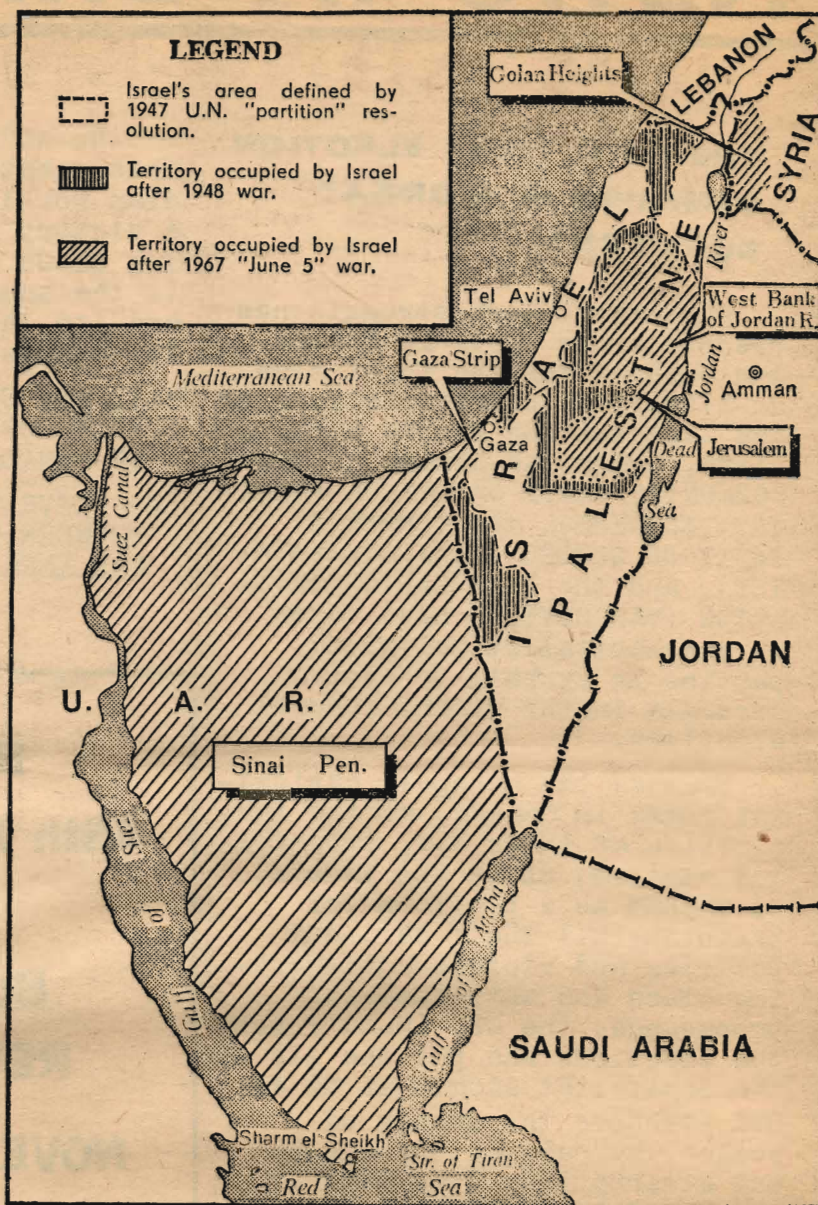 LEGEND
Israel's area defined by
1947 U.N. "partition" res-
olution.
Territory occupied by Israel
after 1948 war.
Territory occupied by Israel
after 1967 "June 5" war.
Golan Heights
LEBANON
SYRIA
Tel Aviv
ISRAEL
PALESTINE
River
Jordan
West Bank
of Jordan R.
Gaza Strip
Mediterranean Sea
Amman
Gaza
Jerusalem
Dead
Sea
Suez Canal
JORDAN
U. A. R.
Sinai Pen.
Gulf of Suez
Gulf of Aqaba
SAUDI ARABIA
Sharm el Sheikh
Str. of Tiran
Red Sea
NOVE